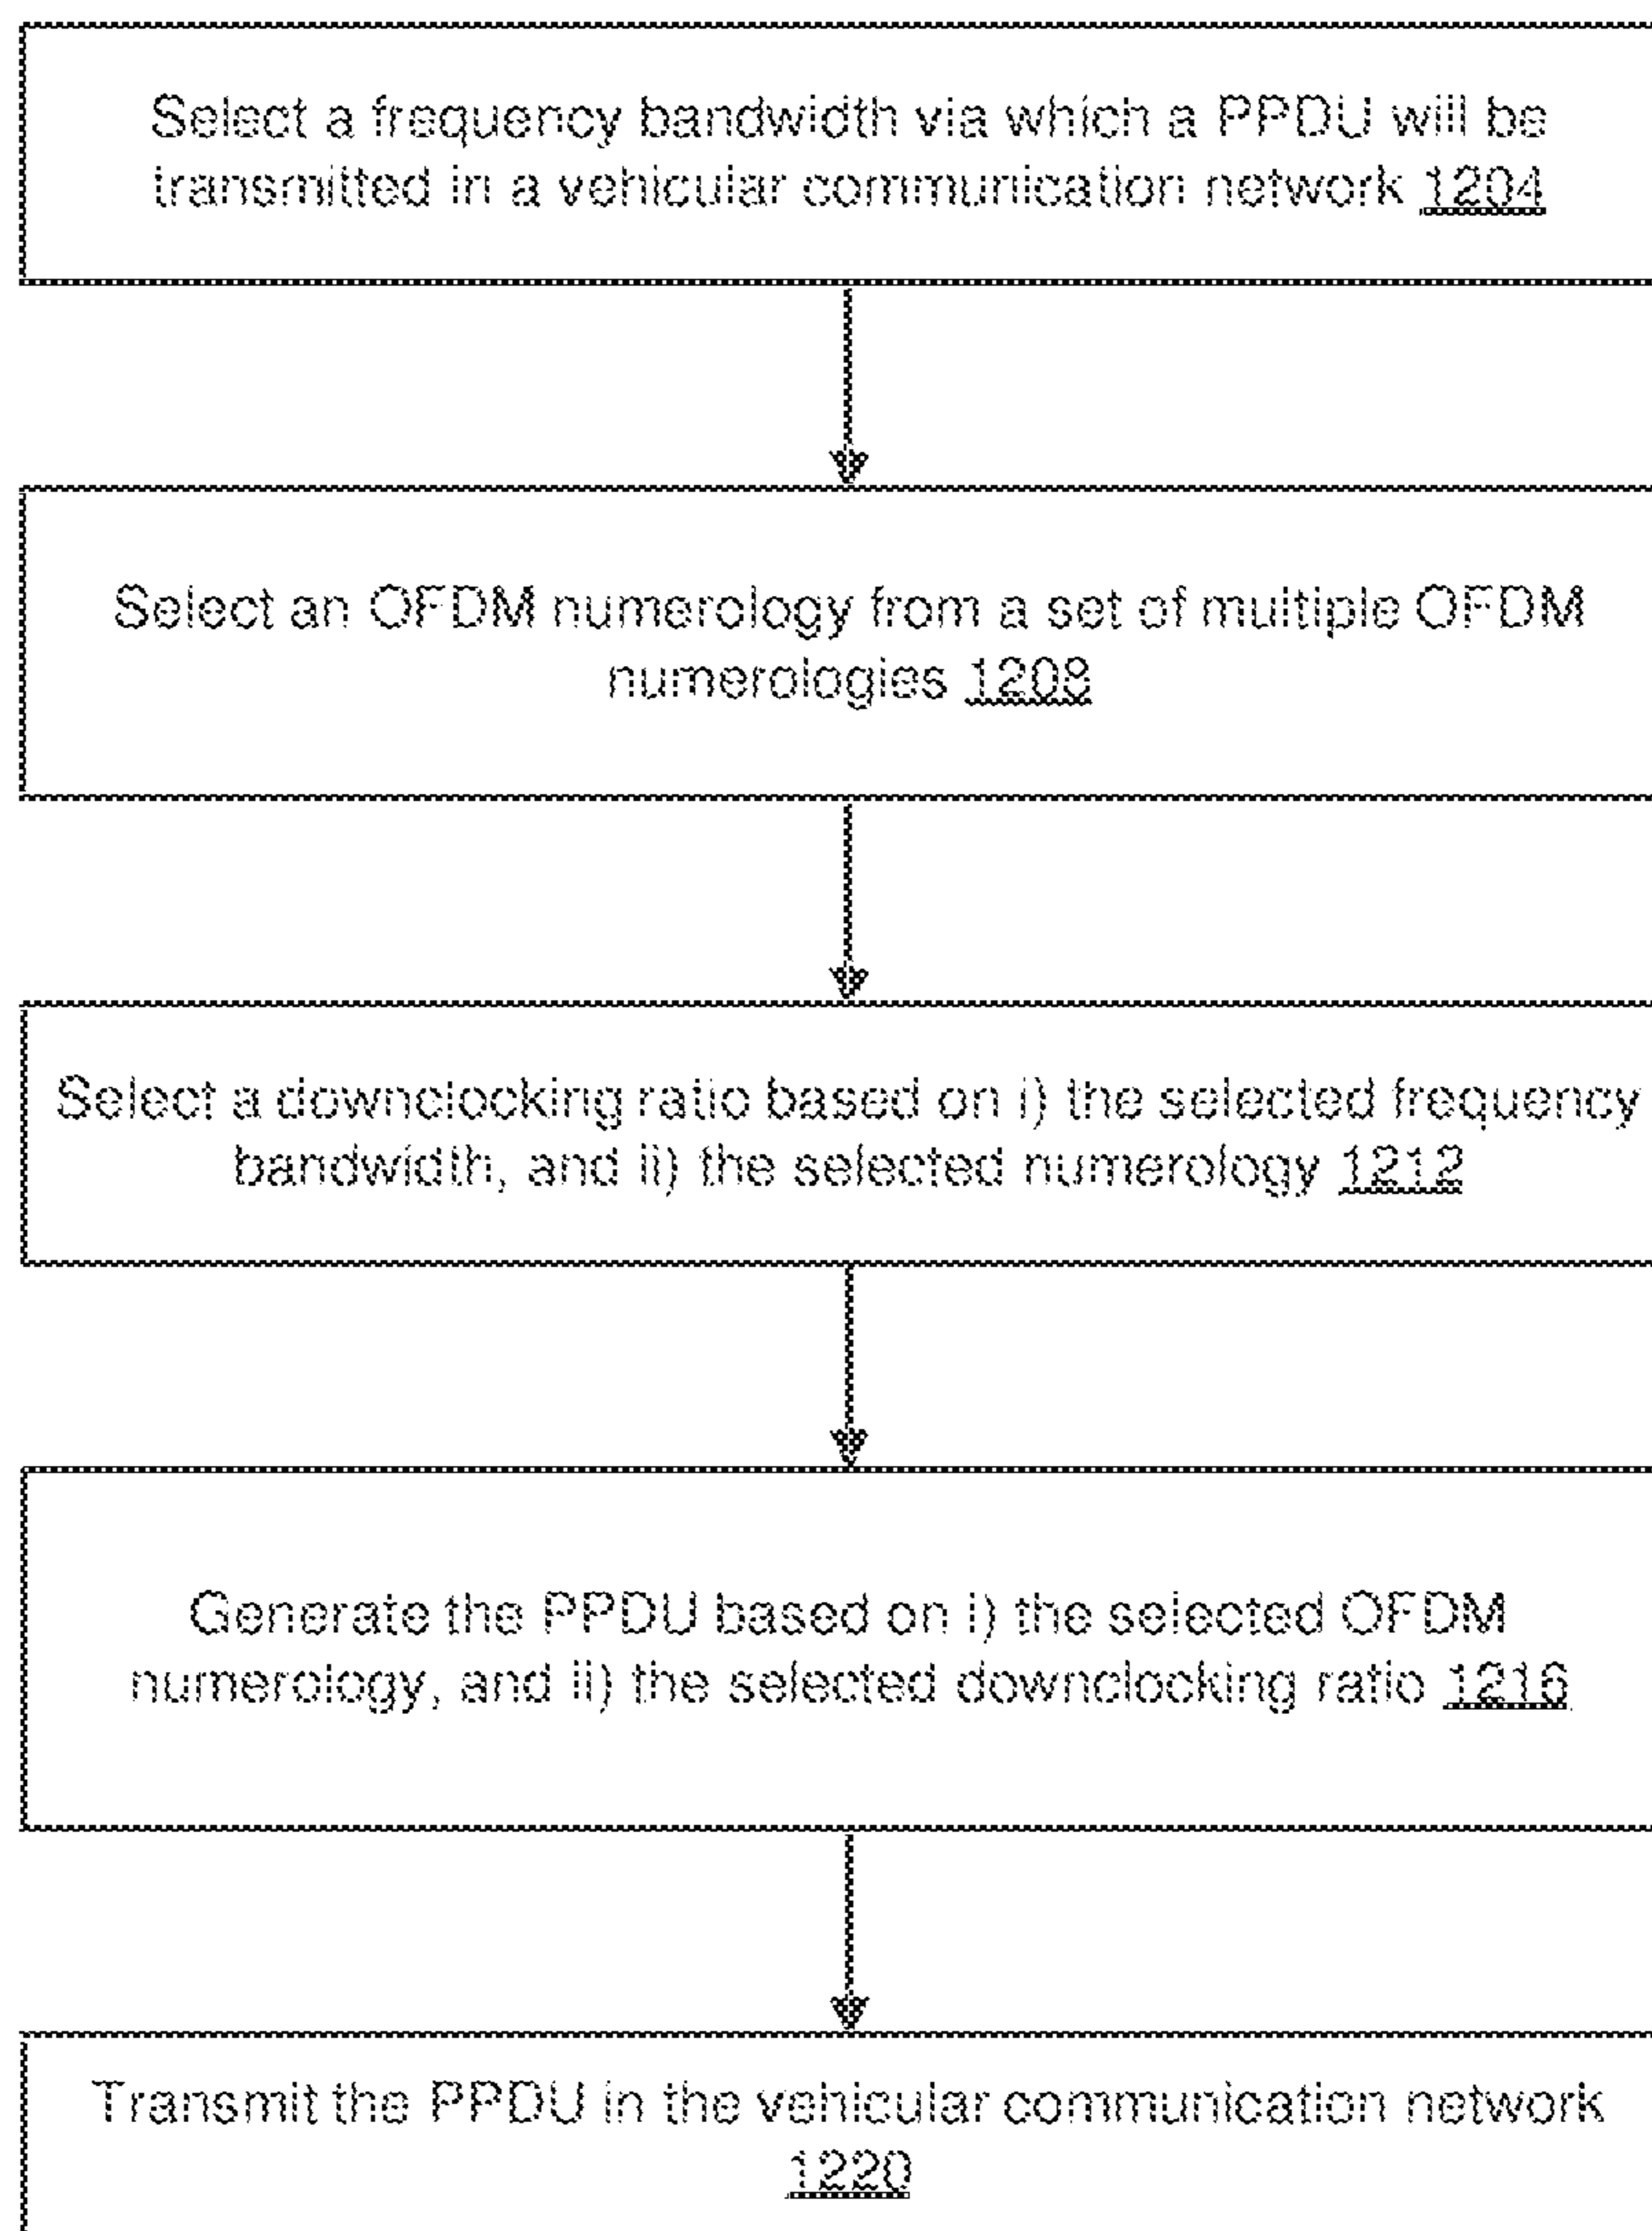 Select a frequency bandwidth via which a PPDU will be
transmitted in a vehicular communication network 1204
Select an OFDM numerology from a set of multiple OFDM
numerologies 1208
Select a downclocking ratio based on i) the selected frequency
bandwidth, and ii) the selected numerology 1212
Generate the PPDU based on i) the selected OFDM
numerology, and ii) the selected downclocking ratio 1216
Transmit the PPDU in the vehicular communication network
1220